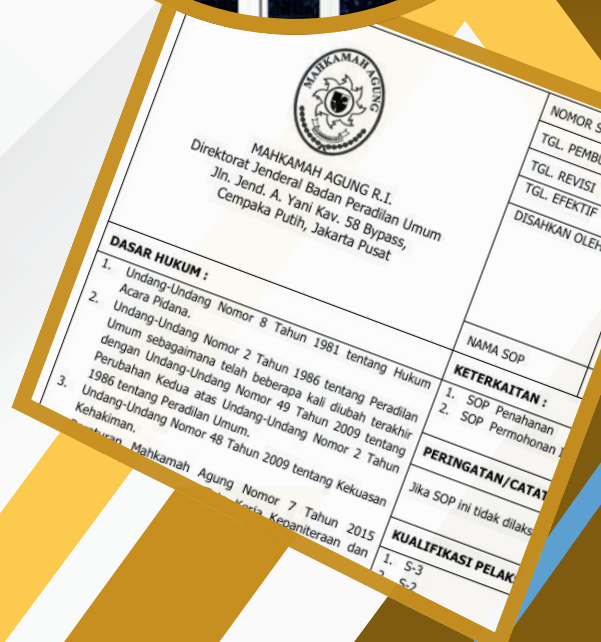 MAHKAMAH AGUNG
MAHKAMAH AGUNG R.I.
Direktorat Jenderal Badan Peradilan Umum
Jln. Jend. A. Yani Kav. 58 Bypass,
Cempaka Putih, Jakarta Pusat
NOMOR S
TGL. PEMBU
TGL. REVISI
TGL. EFEKTIF
DISAHKAN OLEH
NAMA SOP
DASAR HUKUM :
1. Undang-Undang Nomor 8 Tahun 1981 tentang Hukum
Acara Pidana.
2. Undang-Undang Nomor 2 Tahun 1986 tentang Peradilan
Umum sebagaimana telah beberapa kali diubah terakhir
dengan Undang-Undang Nomor 49 Tahun 2009 tentang
Perubahan Kedua atas Undang-Undang Nomor 2 Tahun
1986 tentang Peradilan Umum.
3. Undang-Undang Nomor 48 Tahun 2009 tentang Kekuasan
Kehakiman.
Mahkamah Agung Nomor 7 Tahun 2015
Kerja Kepaniteraan dan
KETERKAITAN :
1. SOP Penahanan
2. SOP Permohonan
PERINGATAN/CATAT
Jika SOP ini tidak dilaks
KUALIFIKASI PELAK
1. S-3
S-2